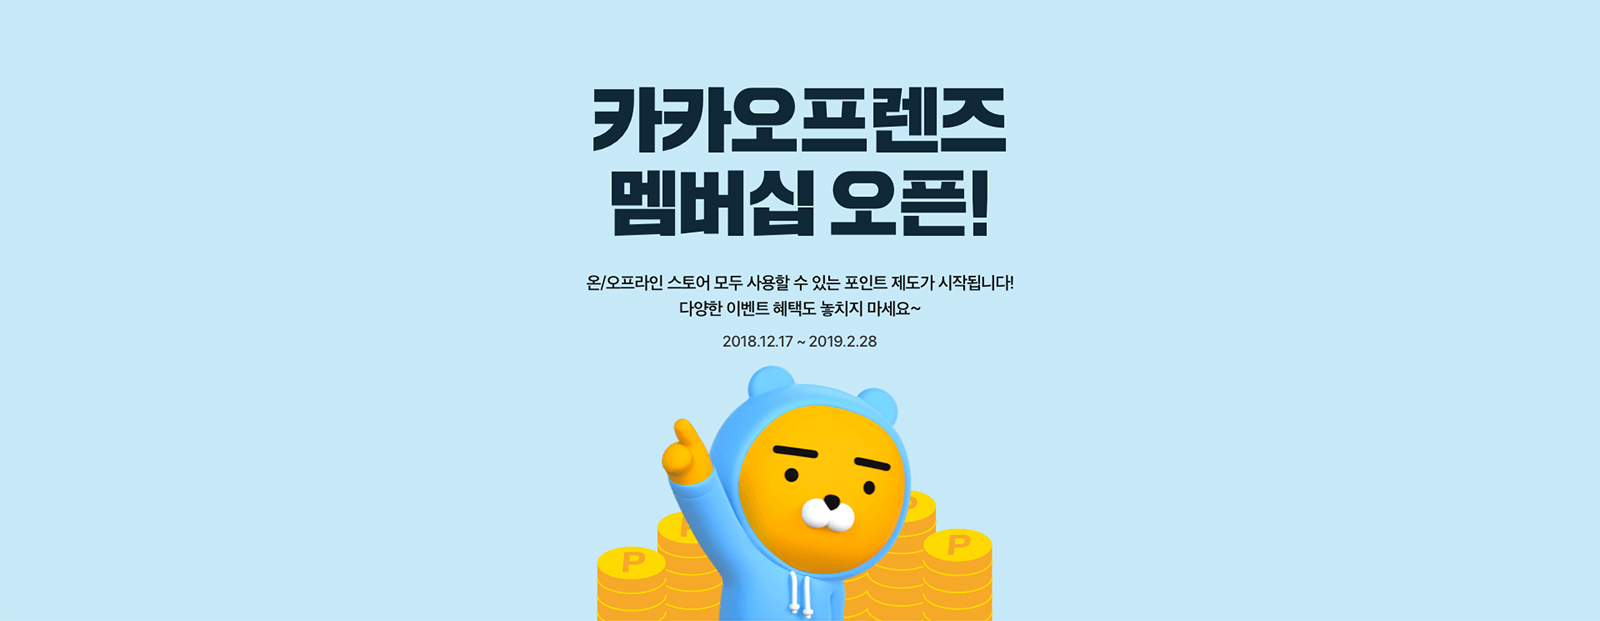 카카오프렌즈
멤버십 오픈!
온/오프라인 스토어 모두 사용할 수 있는 포인트 제도가 시작됩니다!
다양한 이벤트 혜택도 놓치지 마세요~
2018.12.17 ~ 2019.2.28
P
P
P
P